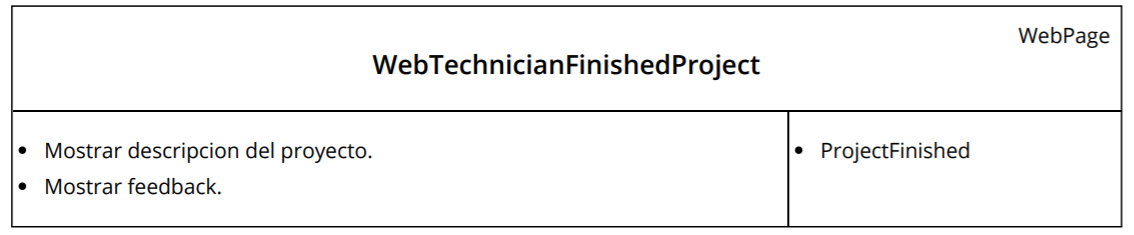 WebPage
WebTechnicianFinishedProject
• Mostrar descripcion del proyecto.
• Mostrar feedback.
• ProjectFinished